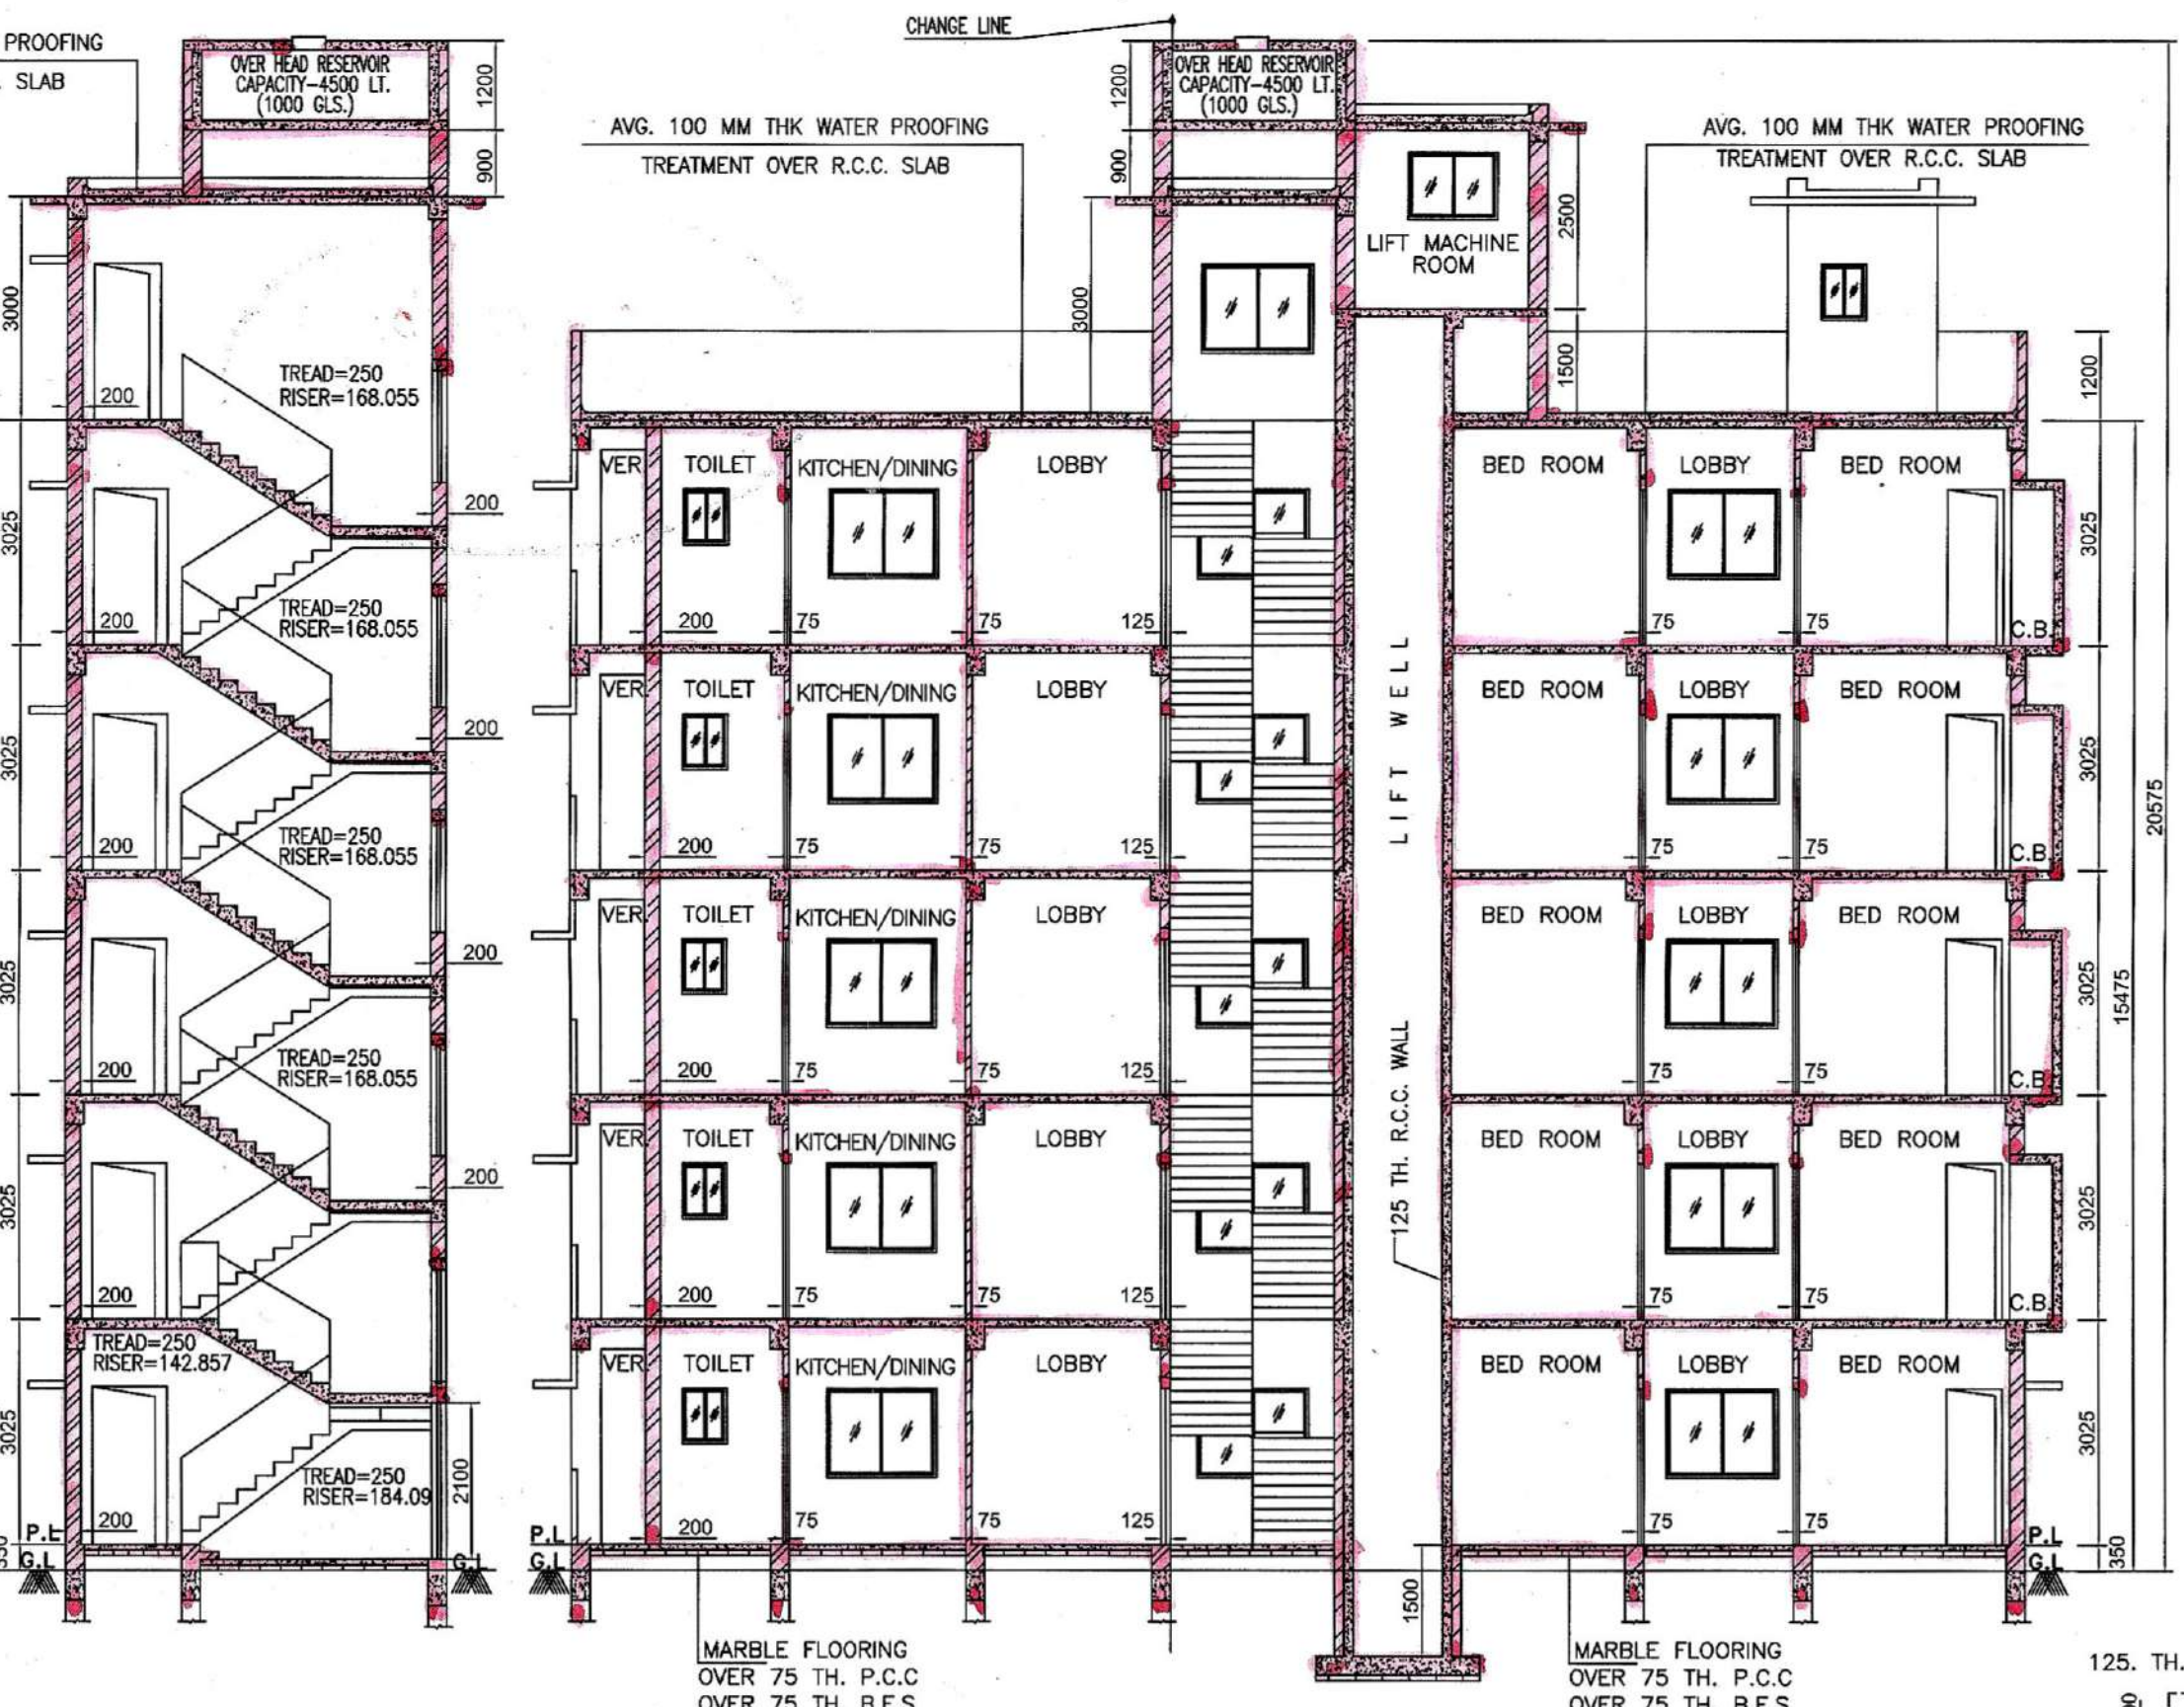 PROOFING
SLAB
OVER HEAD RESERVOIR
CAPACITY-4500 LT.
(1000 GLS.)
1200
900
3000
200
TREAD=250
RISER=168.055
200
3025
TREAD=250
RISER=168.055
200
200
3025
TREAD=250
RISER=168.055
200
200
3025
TREAD=250
RISER=168.055
200
200
3025
200
TREAD=250
RISER=142.857
3025
TREAD=250
RISER=184.09
2100
200
P.L
G.L
G.L
CHANGE LINE
OVER HEAD RESERVOIR
CAPACITY-4500 LT.
(1000 GLS.)
1200
900
AVG. 100 MM THK WATER PROOFING
TREATMENT OVER R.C.C. SLAB
3000
LIFT MACHINE
ROOM
2500
1500
AVG. 100 MM THK WATER PROOFING
TREATMENT OVER R.C.C. SLAB
1200
VER. TOILET KITCHEN/DINING LOBBY
200 75 75 125
BED ROOM LOBBY BED ROOM
75 75 C.B.
3025
VER. TOILET KITCHEN/DINING LOBBY
200 75 75 125
BED ROOM LOBBY BED ROOM
75 75 C.B.
3025
LIFT WELL
20575
VER. TOILET KITCHEN/DINING LOBBY
200 75 75 125
BED ROOM LOBBY BED ROOM
75 75 C.B.
3025
15475
125 TH. R.C.C. WALL
VER. TOILET KITCHEN/DINING LOBBY
200 75 75 125
BED ROOM LOBBY BED ROOM
75 75 C.B.
3025
VER. TOILET KITCHEN/DINING LOBBY
200 75 75 125
BED ROOM LOBBY BED ROOM
75 75
3025
P.L
G.L
1500
P.L
G.L
350
MARBLE FLOORING
OVER 75 TH. P.C.C
OVER 75 TH. B.F.S
MARBLE FLOORING
OVER 75 TH. P.C.C
OVER 75 TH. B.F.S
125. TH.